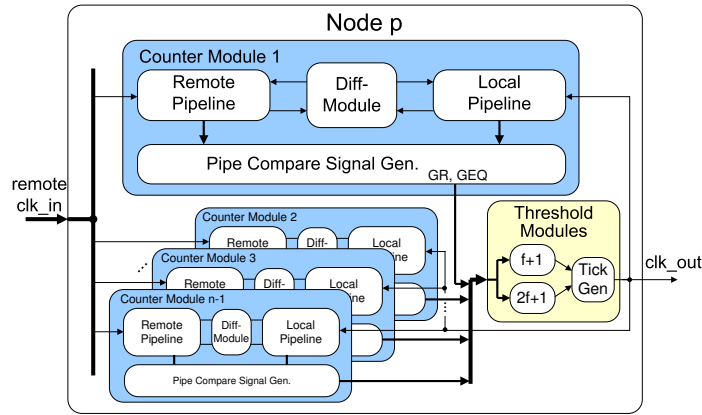 Node p
Counter Module 1
Remote
Pipeline
Diff-
Module
Local
Pipeline
Pipe Compare Signal Gen.
GR, GEQ
remote
clk_in
Counter Module 2
Remote
Diff-
Local
ine
Counter Module 3
Remote
Diff-
Local
ine
Counter Module n-1
Remote
Pipeline
Diff-
Module
Local
Pipeline
Pipe Compare Signal Gen.
Threshold
Modules
f+1
2f+1
Tick
Gen
clk_out